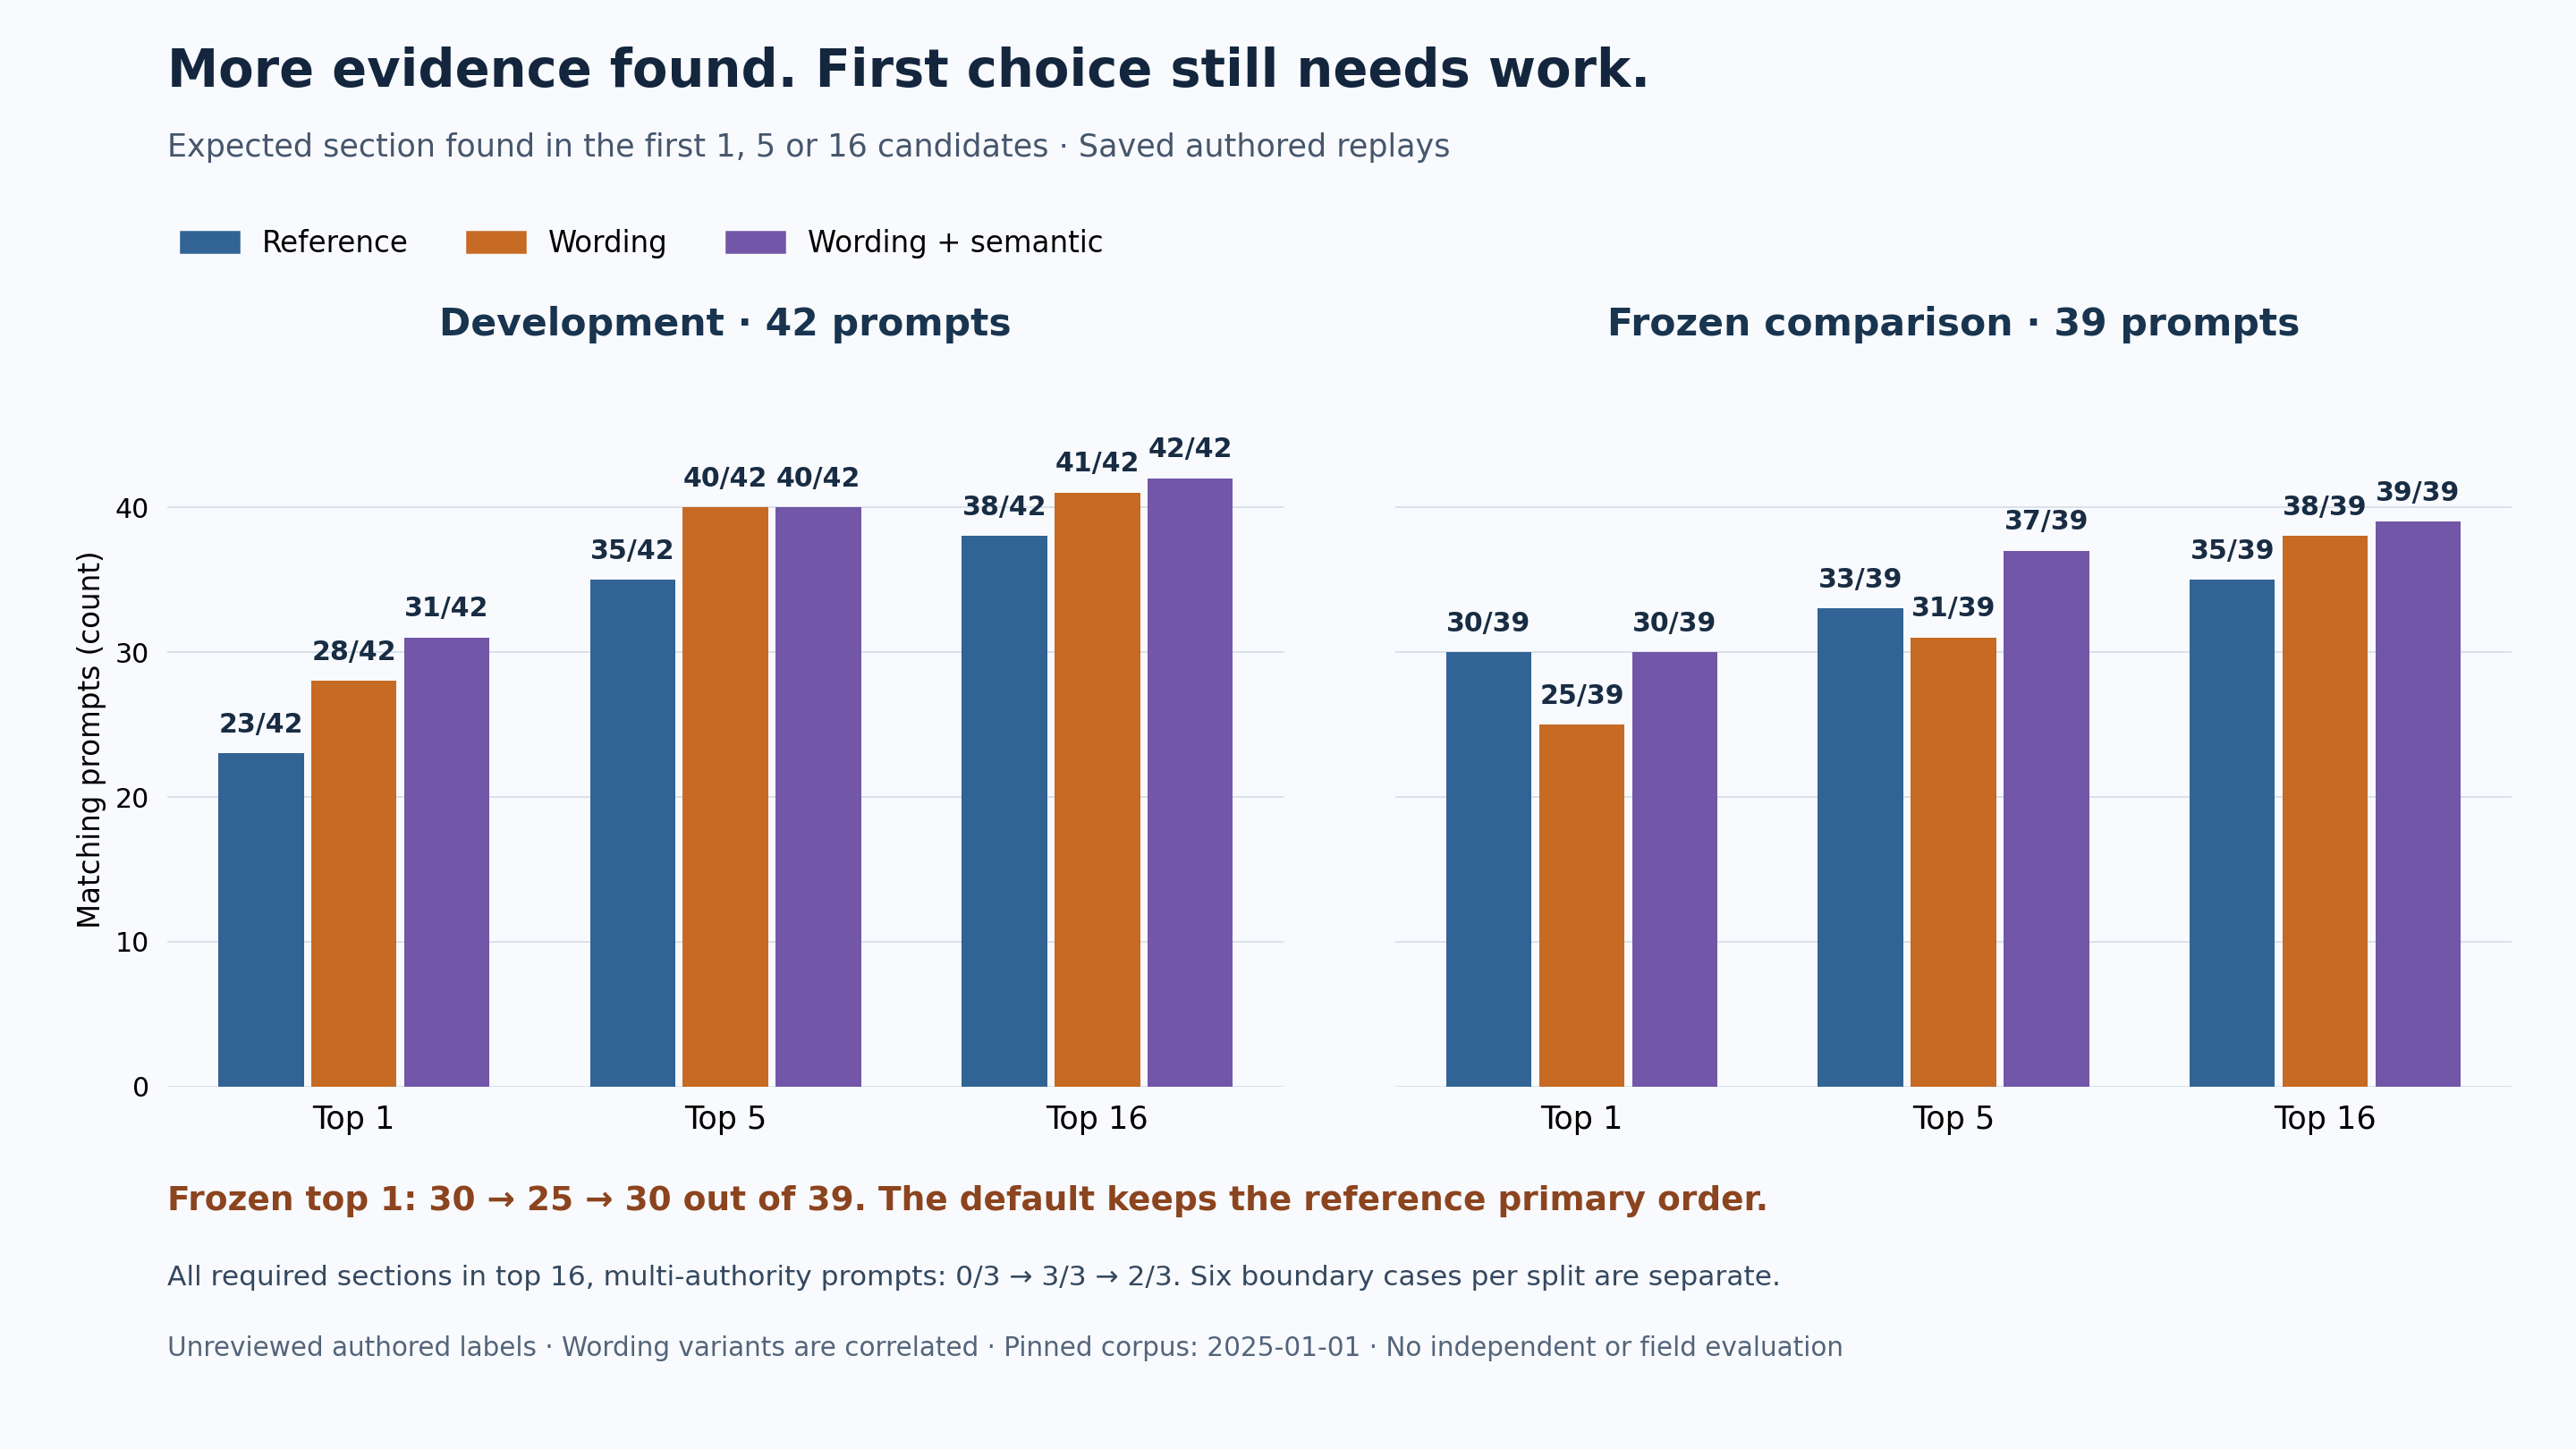 More evidence found. First choice still needs work.
Expected section found in the first 1, 5 or 16 candidates · Saved authored replays
Reference Wording Wording + semantic
Development · 42 prompts
Matching prompts (count)
40
30
20
10
0
23/42 28/42 31/42
35/42 40/42 40/42
38/42 41/42 42/42
Top 1 Top 5 Top 16
Frozen comparison · 39 prompts
30/39 25/39 30/39
33/39 31/39 37/39
35/39 38/39 39/39
Top 1 Top 5 Top 16
Frozen top 1: 30 → 25 → 30 out of 39. The default keeps the reference primary order.
All required sections in top 16, multi-authority prompts: 0/3 → 3/3 → 2/3. Six boundary cases per split are separate.
Unreviewed authored labels · Wording variants are correlated · Pinned corpus: 2025-01-01 · No independent or field evaluation